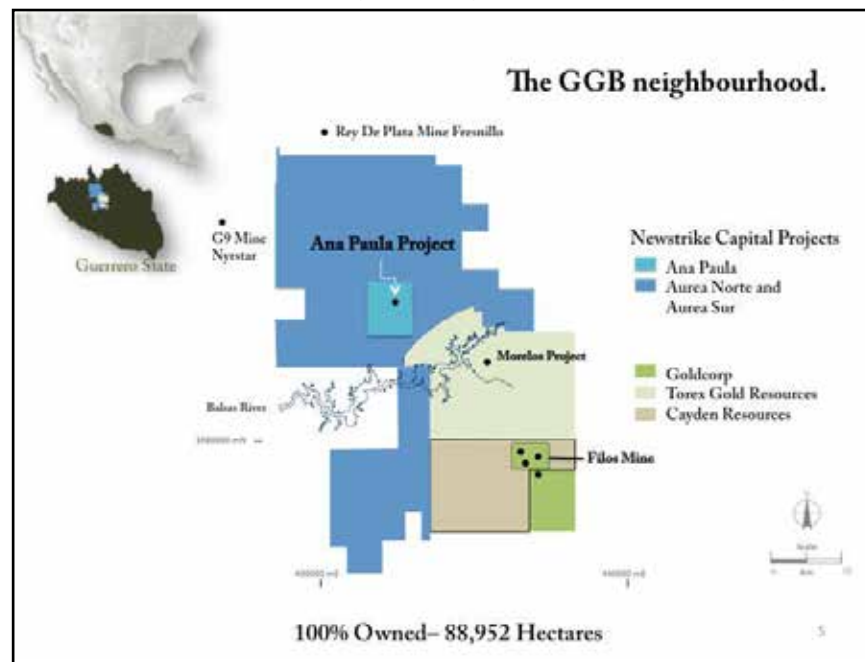 The GGB neighbourhood.
Rey De Plata Mine Fresnillo
G9 Mine
Nyrstar
Ana Paula Project
Guerrero State
Newstrike Capital Projects
Ana Paula
Aurea Norte and
Aurea Sur
Morelos Project
Goldcorp
Torex Gold Resources
Cayden Resources
Balsas River
Filos Mine
100% Owned– 88,952 Hectares
5